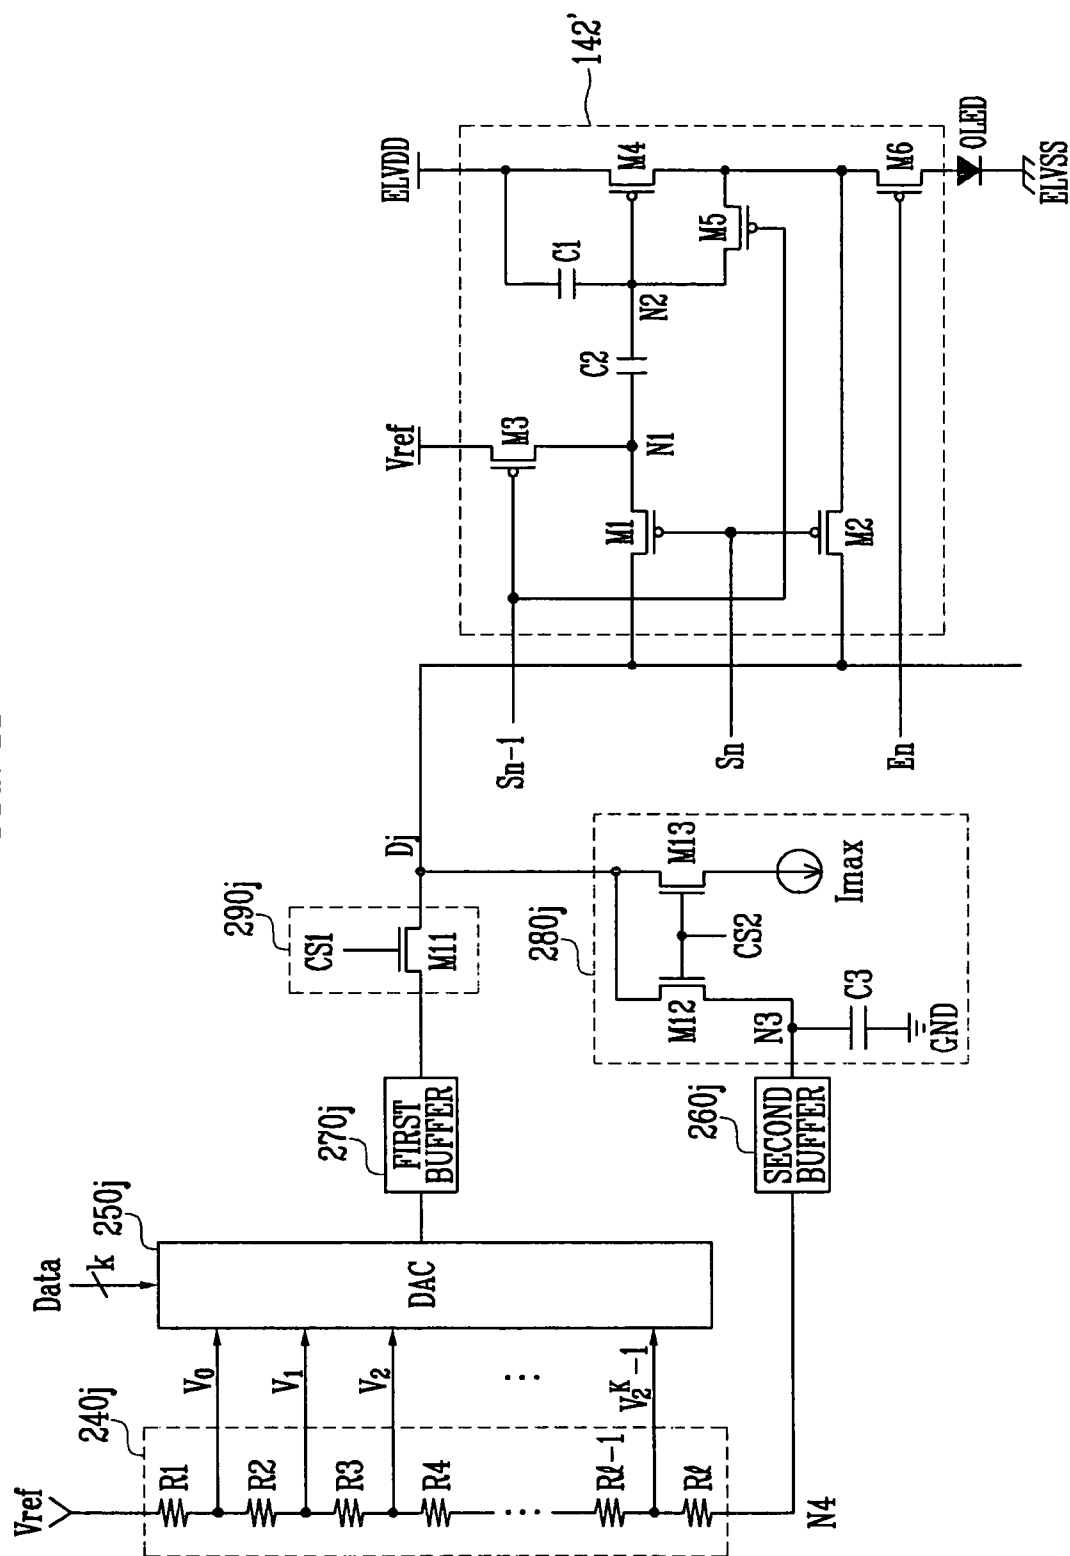 Vref
240j
R1
R2
R3
R4
...
Rℓ-1
Rℓ
N4
V0
V1
V2
...
V2^K-1
Data
k
250j
DAC
270j
FIRST
BUFFER
260j
SECOND
BUFFER
290j
CS1
M11
Dj
280j
M12
M13
CS2
N3
C3
GND
Imax
Sn-1
Sn
En
142'
Vref
M3
N1
M1
M2
C2
N2
C1
ELVDD
M4
M5
M6
OLED
ELVSS